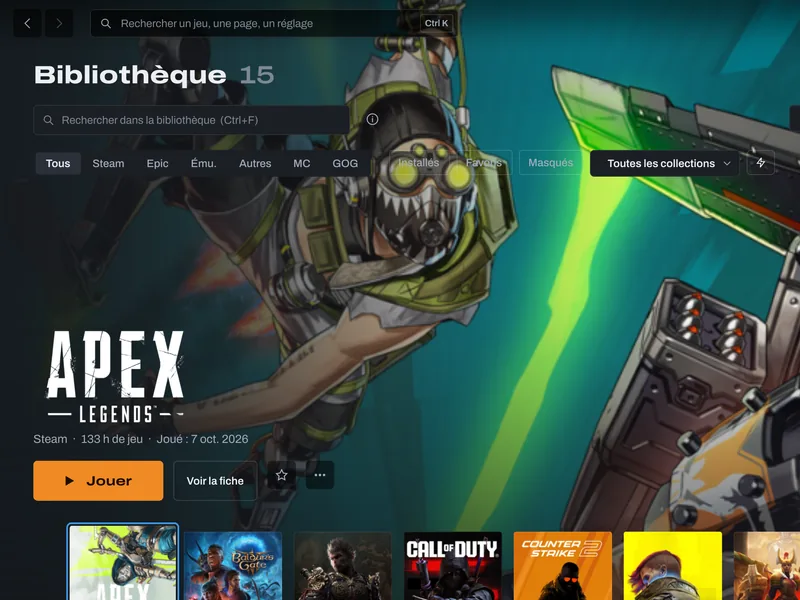 Rechercher un jeu, une page, un réglage
Ctrl K
Bibliothèque 15
Rechercher dans la bibliothèque (Ctrl+F)
Tous Steam Epic Ému. Autres MC GOG Installés Favoris Masqués Toutes les collections
APEX
LEGENDS
Steam · 133 h de jeu · Joué : 7 oct. 2026
Jouer Voir la fiche
APEX
Baldur's
Gate
CALL OF DUTY
COUNTER
STRIKE 2